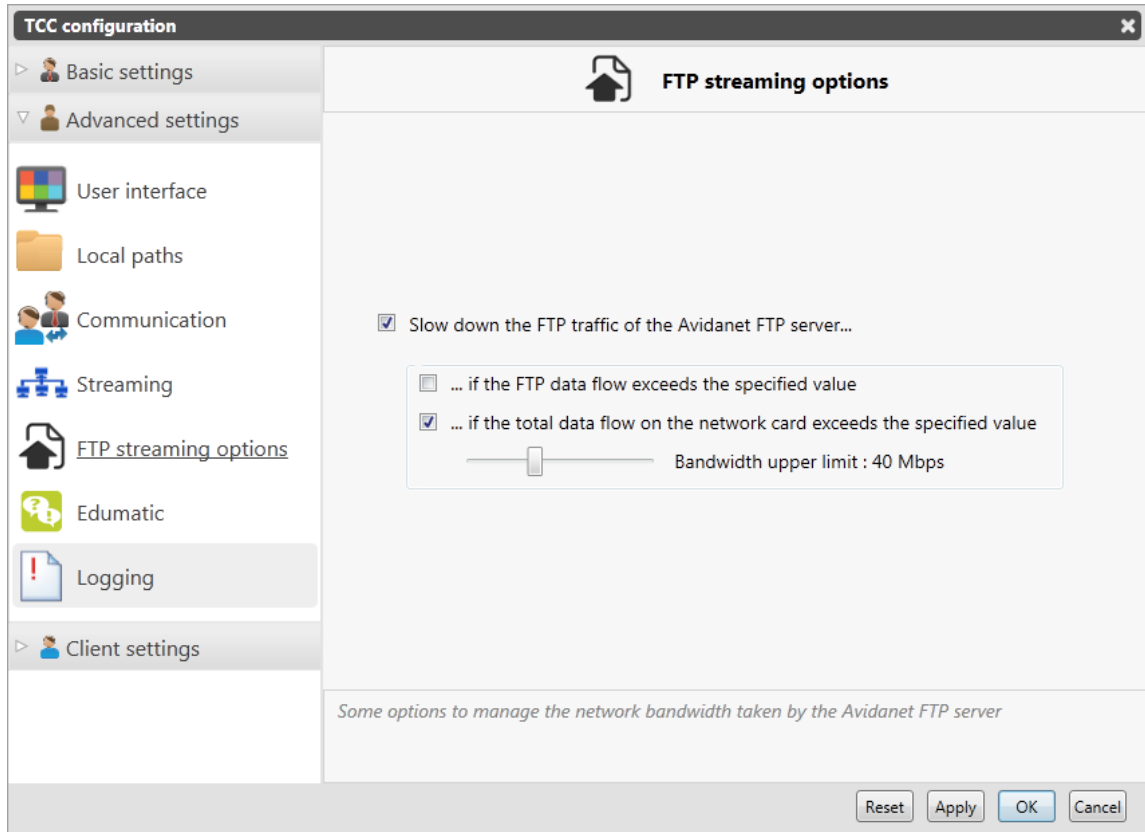 TCC configuration
Basic settings
Advanced settings
User interface
Local paths
Communication
Streaming
FTP streaming options
Edumatic
Logging
Client settings
FTP streaming options
Slow down the FTP traffic of the Avidanet FTP server...
... if the FTP data flow exceeds the specified value
... if the total data flow on the network card exceeds the specified value
Bandwidth upper limit : 40 Mbps
Some options to manage the network bandwidth taken by the Avidanet FTP server
Reset Apply OK Cancel